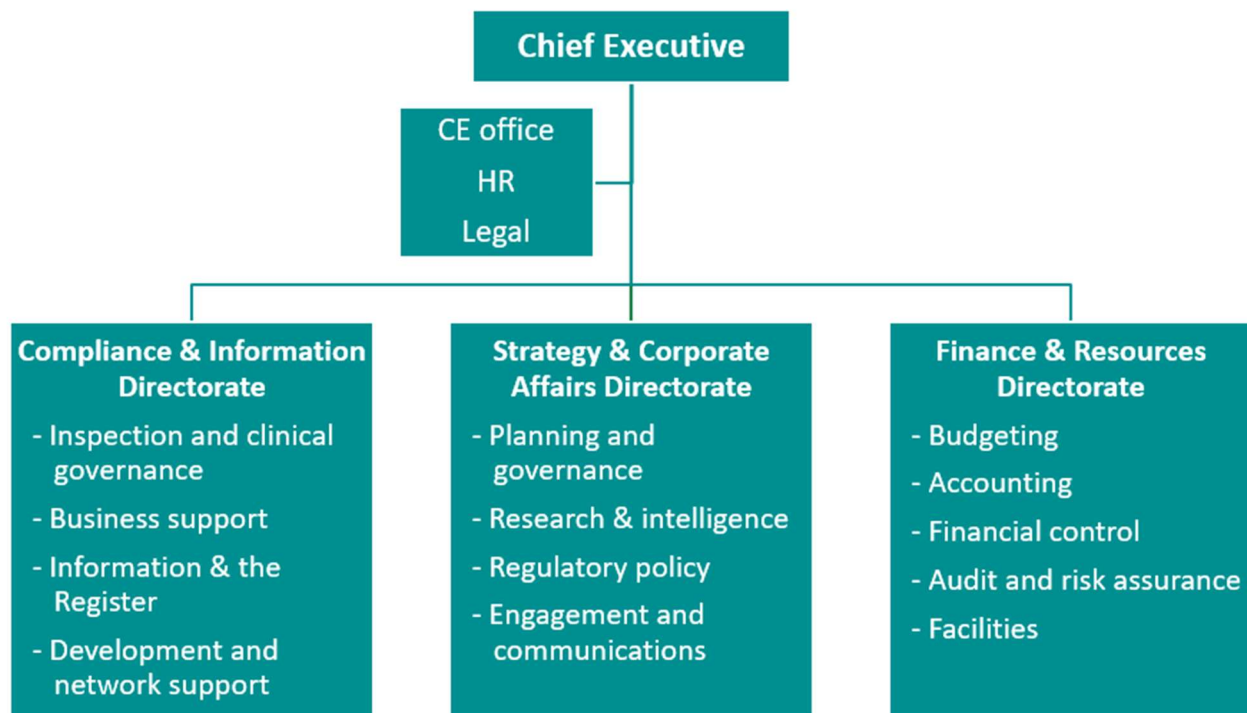 Chief Executive
CE office
HR
Legal
Compliance & Information
Directorate
- Inspection and clinical
governance
- Business support
- Information & the
Register
- Development and
network support
Strategy & Corporate
Affairs Directorate
- Planning and
governance
- Research & intelligence
- Regulatory policy
- Engagement and
communications
Finance & Resources
Directorate
- Budgeting
- Accounting
- Financial control
- Audit and risk assurance
- Facilities